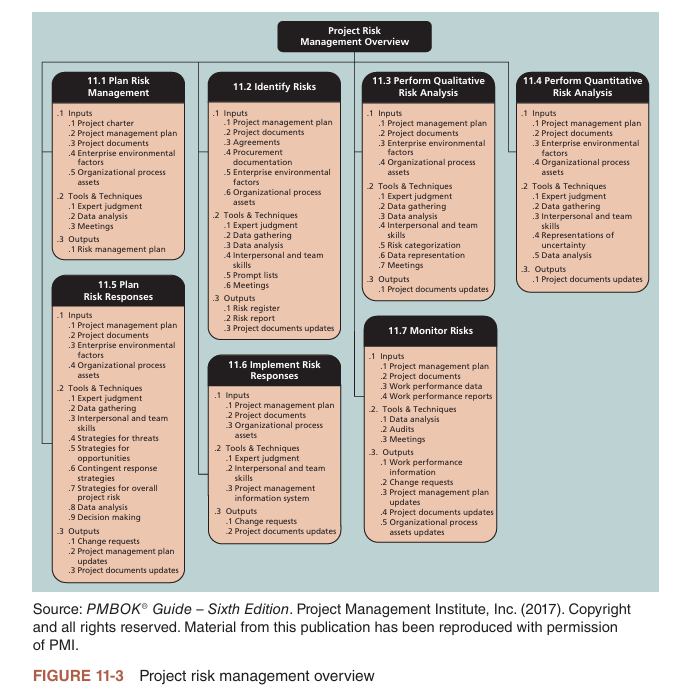 Project Risk
Management Overview
11.1 Plan Risk
Management
.1 Inputs
.1 Project charter
.2 Project management plan
.3 Project documents
.4 Enterprise environmental
factors
.5 Organizational process
assets
.2 Tools & Techniques
.1 Expert judgment
.2 Data analysis
.3 Meetings
.3 Outputs
.1 Risk management plan
11.2 Identify Risks
.1 Inputs
.1 Project management plan
.2 Project documents
.3 Agreements
.4 Procurement
documentation
.5 Enterprise environmental
factors
.6 Organizational process
assets
.2 Tools & Techniques
.1 Expert judgment
.2 Data gathering
.3 Data analysis
.4 Interpersonal and team
skills
.5 Prompt lists
.6 Meetings
.3 Outputs
.1 Risk register
.2 Risk report
.3 Project documents updates
11.3 Perform Qualitative
Risk Analysis
.1 Inputs
.1 Project management plan
.2 Project documents
.3 Enterprise environmental
factors
.4 Organizational process
assets
.2 Tools & Techniques
.1 Expert judgment
.2 Data gathering
.3 Data analysis
.4 Interpersonal and team
skills
.5 Risk categorization
.6 Data representation
.7 Meetings
.3 Outputs
.1 Project documents updates
11.4 Perform Quantitative
Risk Analysis
.1 Inputs
.1 Project management plan
.2 Project documents
.3 Enterprise environmental
factors
.4 Organizational process
assets
.2 Tools & Techniques
.1 Expert judgment
.2 Data gathering
.3 Interpersonal and team
skills
.4 Representations of
uncertainty
.5 Data analysis
.3. Outputs
.1 Project documents updates
11.5 Plan
Risk Responses
.1 Inputs
.1 Project management plan
.2 Project documents
.3 Enterprise environmental
factors
.4 Organizational process
assets
.2 Tools & Techniques
.1 Expert judgment
.2 Data gathering
.3 Interpersonal and team
skills
.4 Strategies for threats
.5 Strategies for
opportunities
.6 Contingent response
strategies
.7 Strategies for overall
project risk
.8 Data analysis
.9 Decision making
.3 Outputs
.1 Change requests
.2 Project management plan
updates
.3 Project documents updates
11.6 Implement Risk
Responses
.1 Inputs
.1 Project management plan
.2 Project documents
.3 Organizational process
assets
.2 Tools & Techniques
.1 Expert judgment
.2 Interpersonal and team
skills
.3 Project management
information system
.3 Outputs
.1 Change requests
.2 Project documents updates
11.7 Monitor Risks
.1 Inputs
.1 Project management plan
.2 Project documents
.3 Work performance data
.4 Work performance reports
.2. Tools & Techniques
.1 Data analysis
.2 Audits
.3 Meetings
.3. Outputs
.1 Work performance
information
.2 Change requests
.3 Project management plan
updates
.4 Project documents updates
.5 Organizational process
assets updates
Source: PMBOK® Guide – Sixth Edition. Project Management Institute, Inc. (2017). Copyright
and all rights reserved. Material from this publication has been reproduced with permission
of PMI.
FIGURE 11-3 Project risk management overview